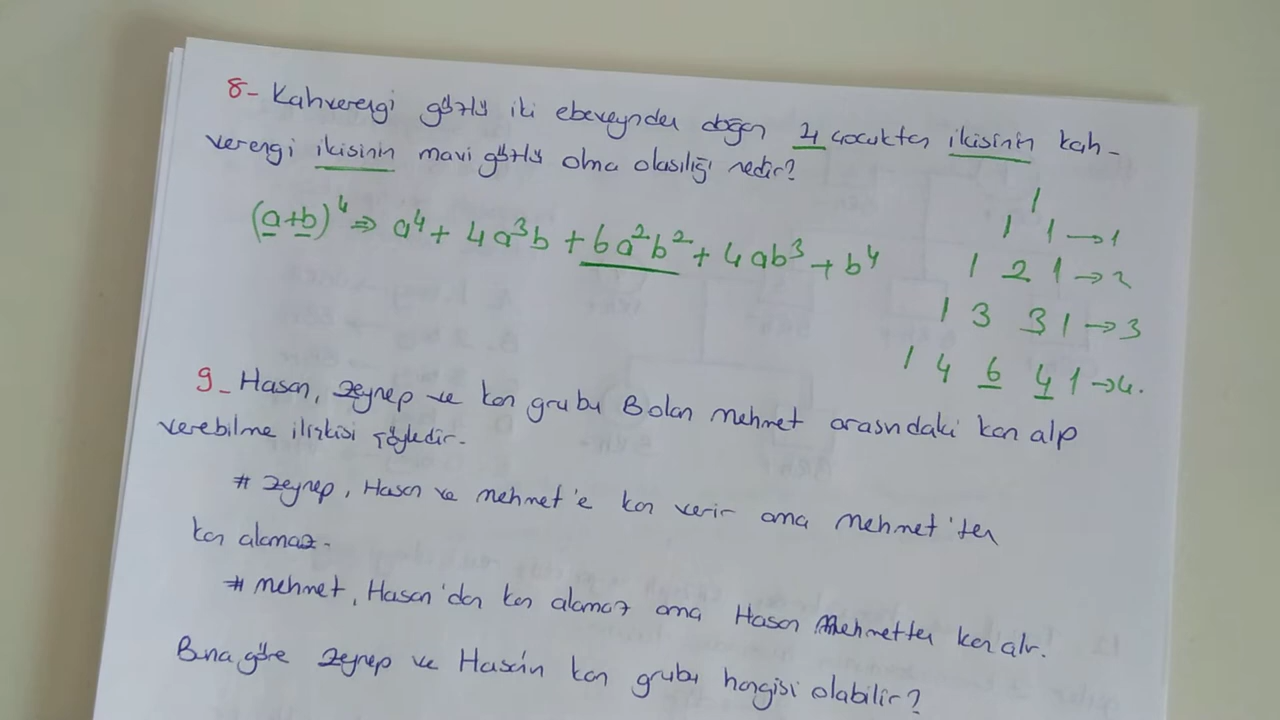 8- Kahverengi gözlü iki ebeveynden doğan 4 çocuktan ikisinin kah-
verengi ikisinin mavi gözlü olma olasılığı nedir?
(a+b)⁴ ⇒ a⁴ + 4a³b + 6a²b² + 4ab³ + b⁴
1
1 1 →1
1 2 1 →2
1 3 3 1 →3
1 4 6 4 1 →4.
9- Hasan, Zeynep ve kan grubu B olan Mehmet arasındaki kan alıp
verebilme ilişkisi şöyledir.
# Zeynep, Hasan ve Mehmet'e kan verir ama Mehmet'ten
kan alamaz.
# Mehmet, Hasan'dan kan alamaz ama Hasan Mehmetten kan alır.
Buna göre Zeynep ve Hasan'ın kan grubu hangisi olabilir?